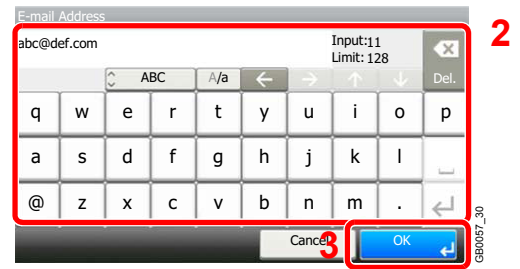 E-mail Address
abc@def.com Input:11
Limit: 128
2
ABC A/a ← → ↑ ↓ Del.
q w e r t y u i o p
a s d f g h j k l
@ z x c v b n m .
3
Cancel OK
GB0057_30